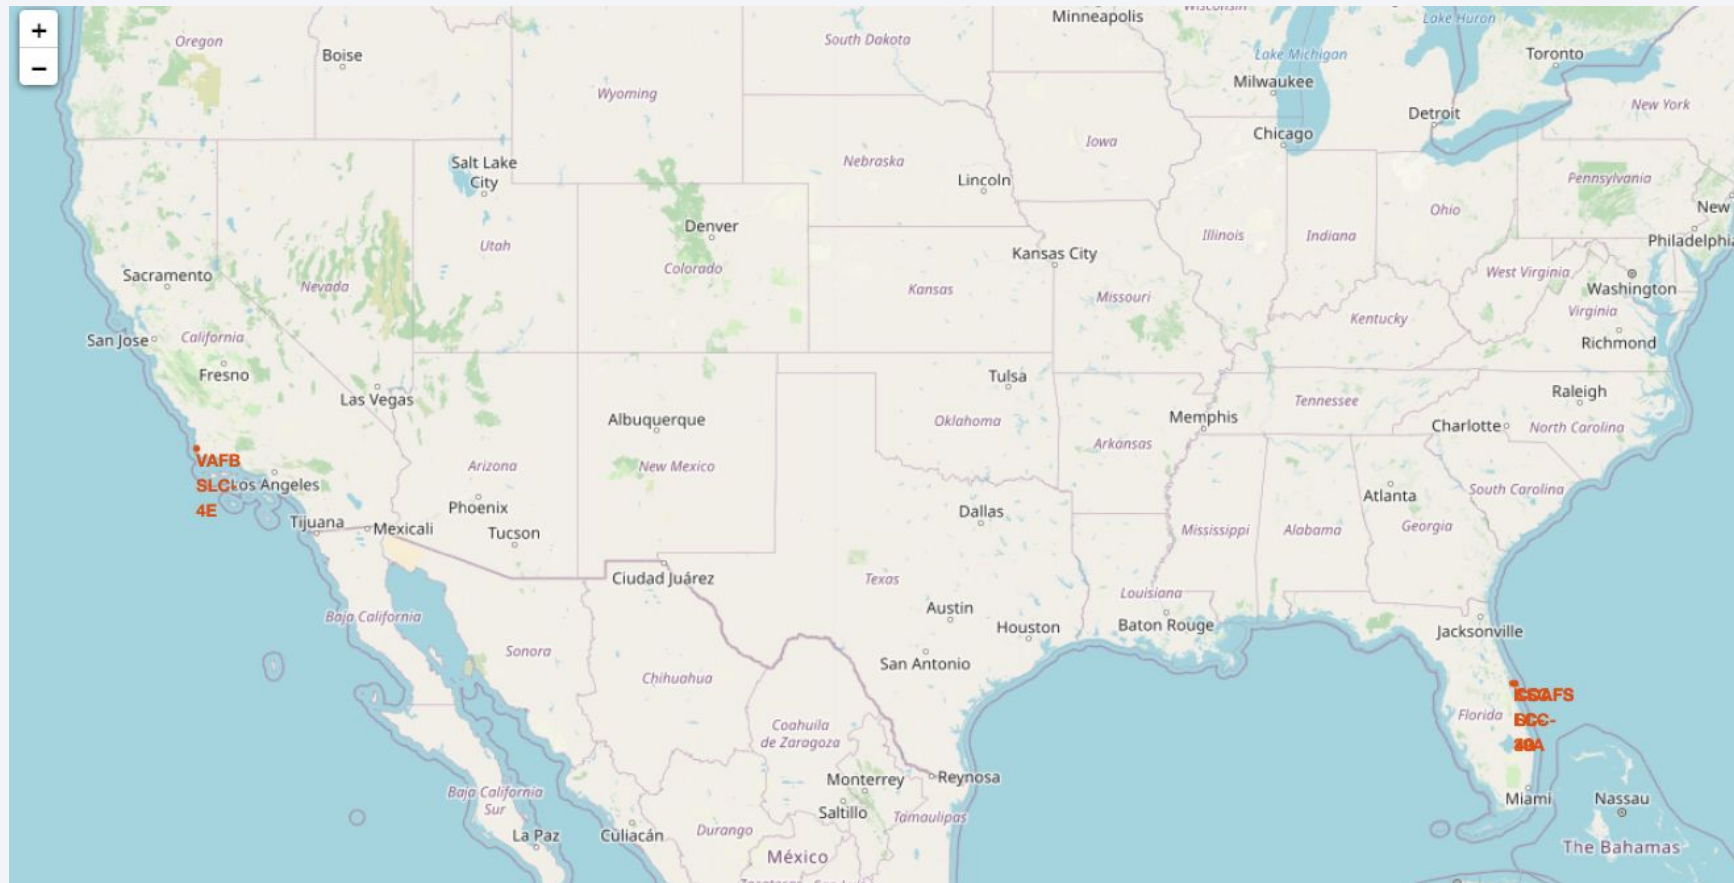 +
−
Minneapolis
Wisconsin
Lake Huron
Oregon
Boise
South Dakota
Lake Michigan
Toronto
Milwaukee
Wyoming
Detroit
New York
Chicago
Iowa
Salt Lake
City
Nebraska
Lincoln
Pennsylvania
New
Ohio
Denver
Utah
Illinois
Indiana
Philadelphia
Kansas City
Sacramento
Nevada
Colorado
Kansas
Missouri
West Virginia
Washington
Virginia
Kentucky
San Jose
California
Richmond
Fresno
Las Vegas
Tulsa
Raleigh
Tennessee
Albuquerque
Oklahoma
Memphis
Charlotte
North Carolina
Arkansas
VAFB
SLC-
4E
Los Angeles
Arizona
New Mexico
Phoenix
Atlanta
South Carolina
Dallas
Tijuana
Mexicali
Tucson
Mississippi
Alabama
Georgia
Ciudad Juárez
Texas
Louisiana
Austin
Baja California
Houston
Baton Rouge
Jacksonville
Sonora
San Antonio
Chihuahua
Florida
Coahuila
de Zaragoza
Monterrey
Reynosa
Baja California
Sur
Miami
Nassau
Saltillo
Tamaulipas
La Paz
Culiacán
Durango
The Bahamas
México